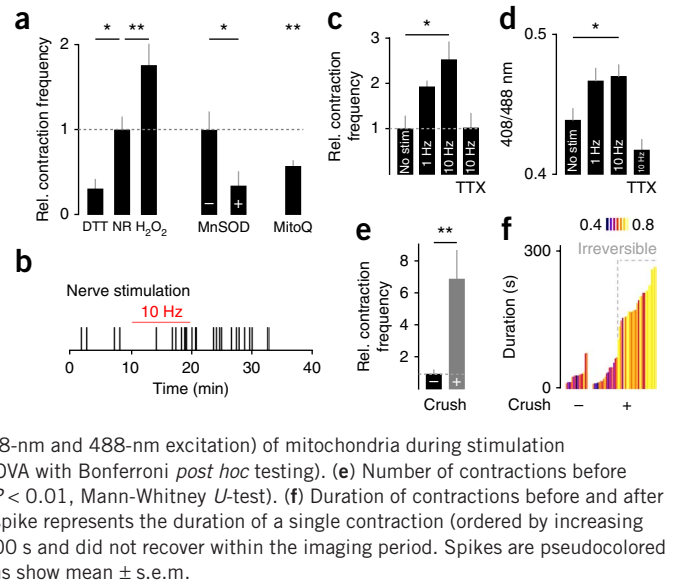 a
* ** * **
Rel. contraction frequency
2
1
0
– +
DTT NR H₂O₂ MnSOD MitoQ
b
Nerve stimulation
10 Hz
0 10 20 30 40
Time (min)
c
*
Rel. contraction
frequency
3
2
1
No stim 1 Hz 10 Hz 10 Hz
TTX
d
*
408/488 nm
0.5
0.4
No stim 1 Hz 10 Hz 10 Hz
TTX
e
**
Rel. contraction
frequency
8
6
4
2
– +
Crush
f
0.4 0.8
Irreversible
Duration (s)
300
0
Crush – +
8-nm and 488-nm excitation) of mitochondria during stimulation
OVA with Bonferroni post hoc testing). (e) Number of contractions before
P < 0.01, Mann-Whitney U-test). (f) Duration of contractions before and after
spike represents the duration of a single contraction (ordered by increasing
00 s and did not recover within the imaging period. Spikes are pseudocolored
s show mean ± s.e.m.